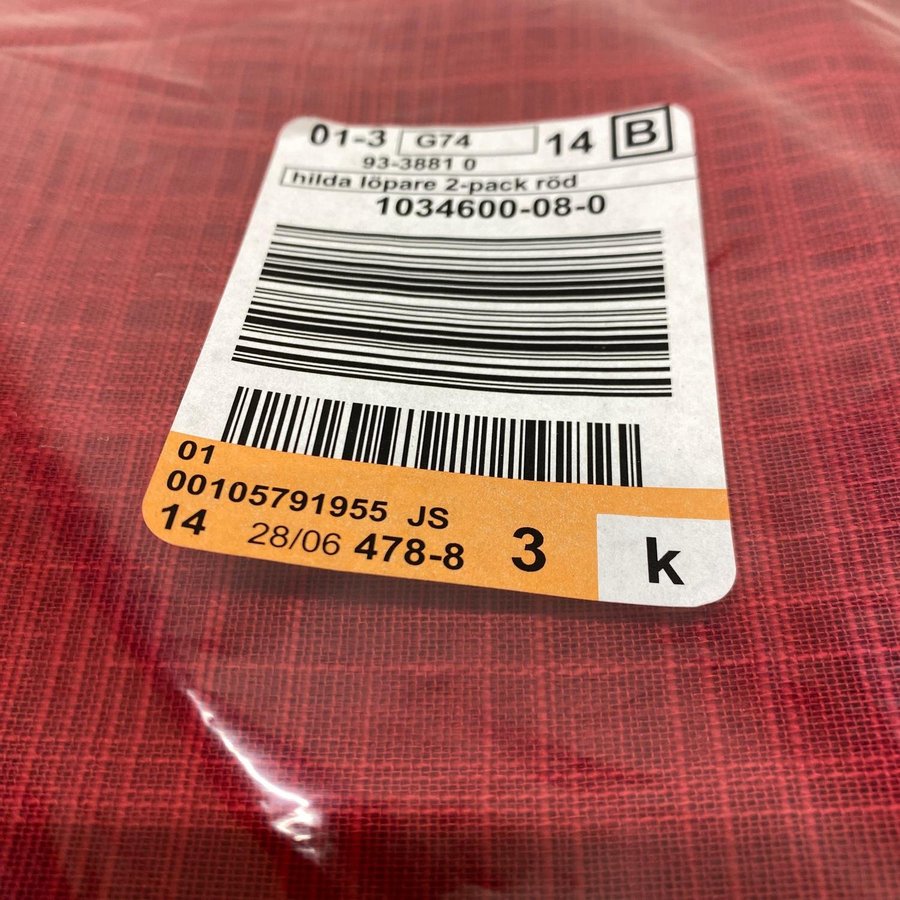 01-3 G74 14 B
93-3881 0
hilda löpare 2-pack röd
1034600-08-0
01
00105791955 JS
14 28/06 478-8 3 k